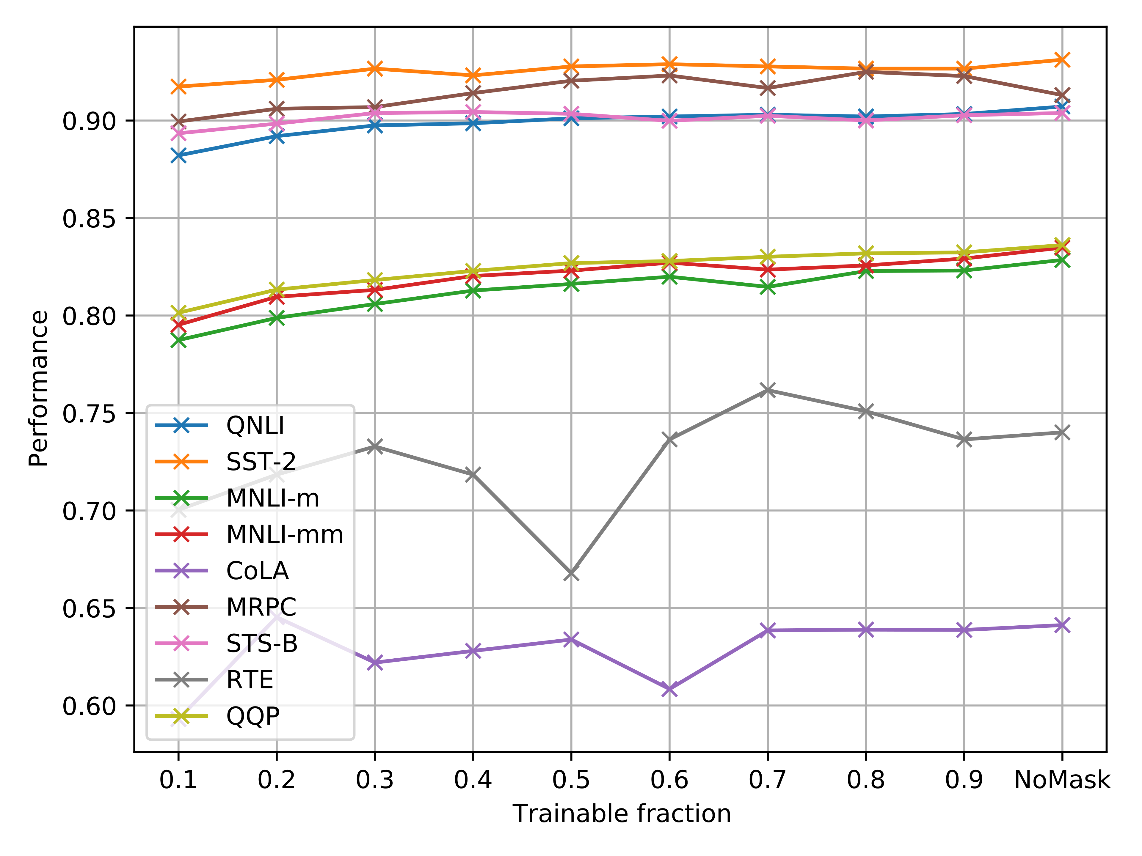 0.90
0.85
0.80
0.75
0.70
0.65
0.60
Performance
QNLI
SST-2
MNLI-m
MNLI-mm
CoLA
MRPC
STS-B
RTE
QQP
0.1 0.2 0.3 0.4 0.5 0.6 0.7 0.8 0.9 NoMask
Trainable fraction